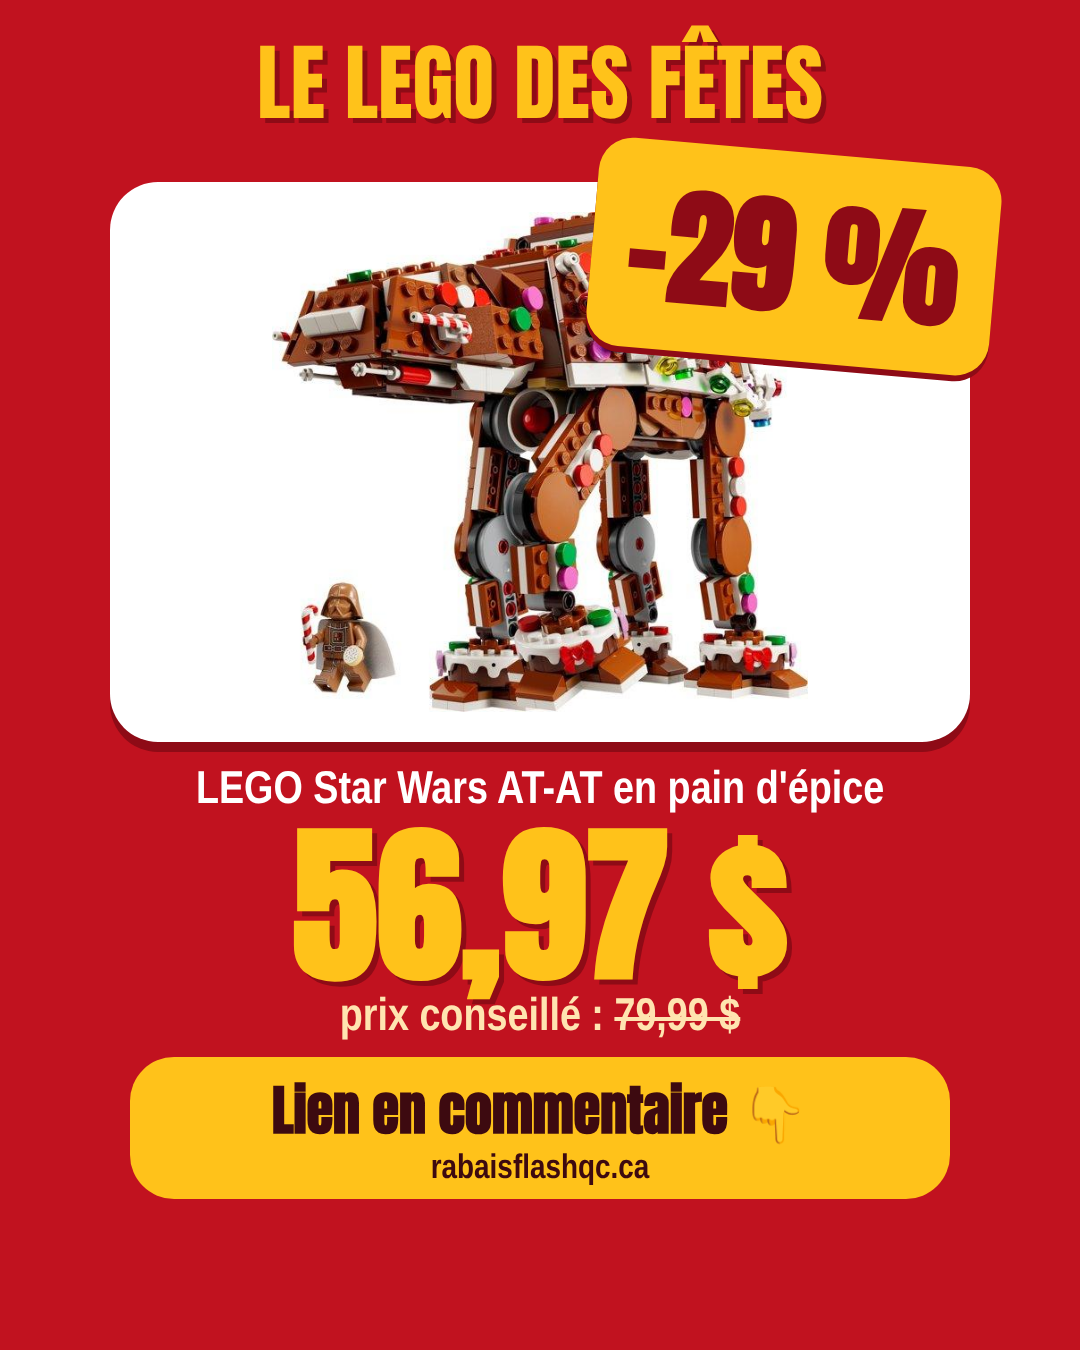 LE LEGO DES FÊTES
-29 %
LEGO Star Wars AT-AT en pain d'épice
56,97 $
prix conseillé : 79,99 $
Lien en commentaire 👇
rabaisflashqc.ca